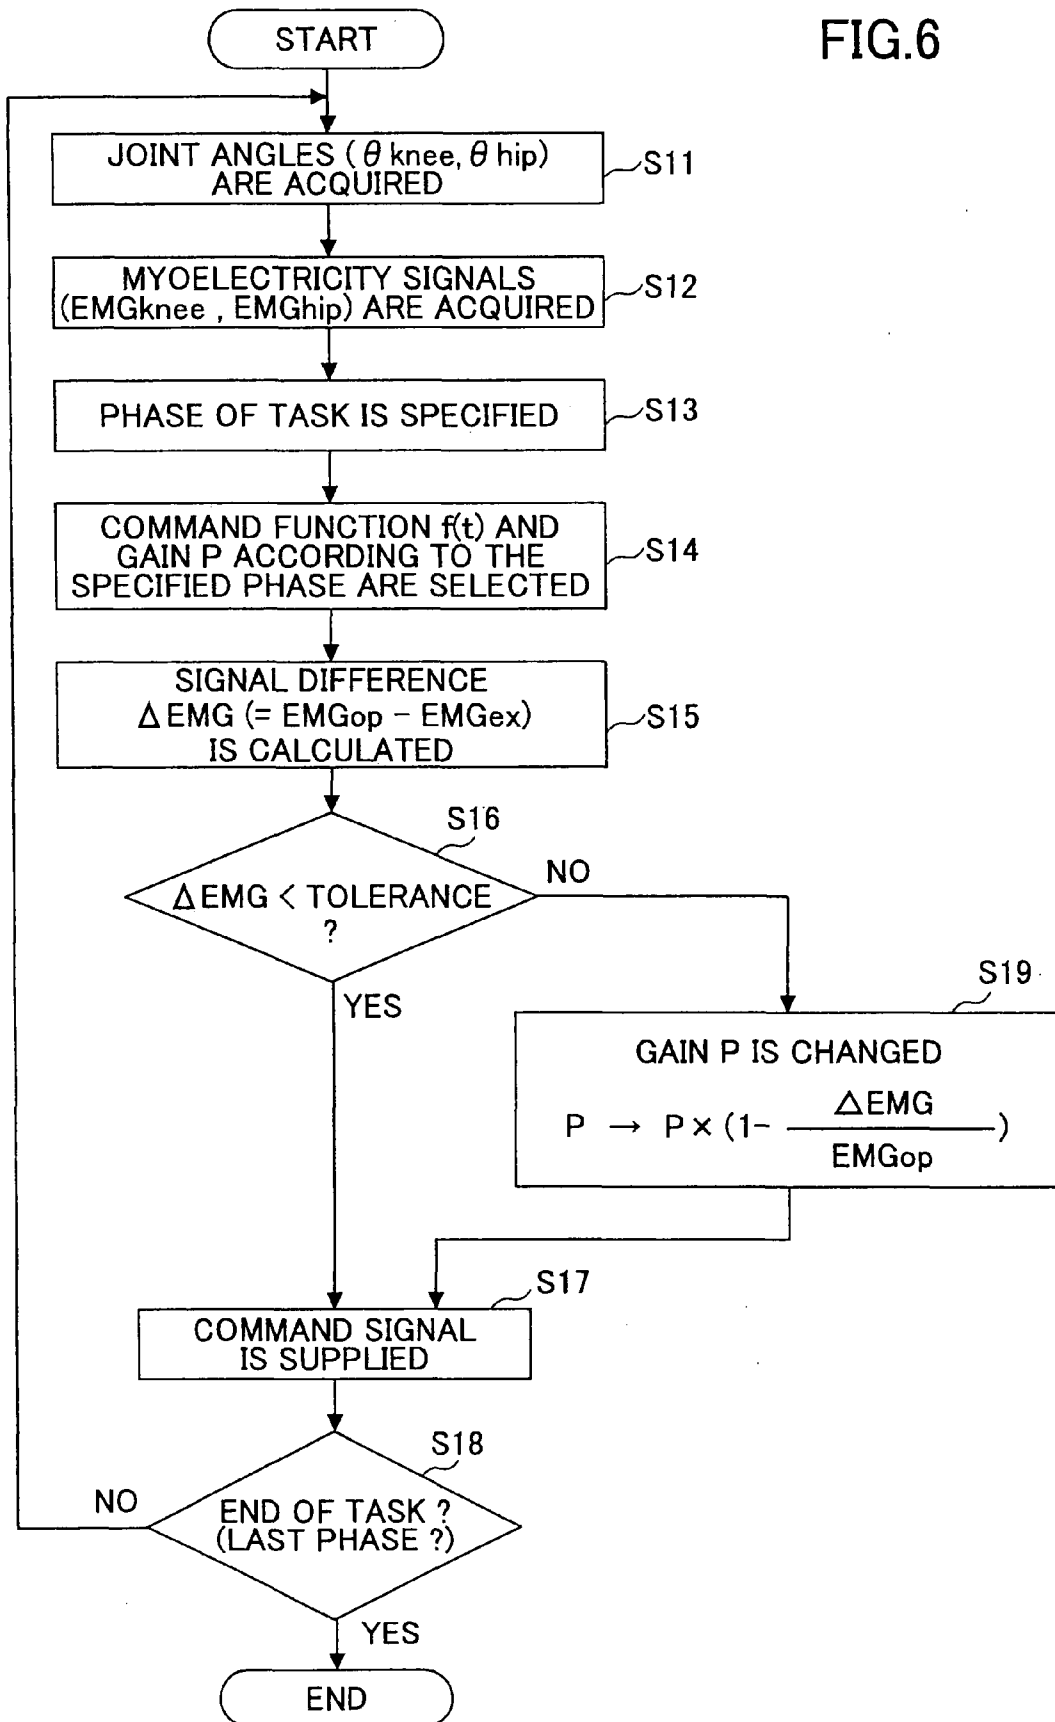 FIG.6
START
JOINT ANGLES (θ knee, θ hip)
ARE ACQUIRED
S11
MYOELECTRICITY SIGNALS
(EMGknee , EMGhip) ARE ACQUIRED
S12
PHASE OF TASK IS SPECIFIED
S13
COMMAND FUNCTION f(t) AND
GAIN P ACCORDING TO THE
SPECIFIED PHASE ARE SELECTED
S14
SIGNAL DIFFERENCE
ΔEMG (= EMGop − EMGex)
IS CALCULATED
S15
S16
ΔEMG < TOLERANCE
?
NO
YES
S19
GAIN P IS CHANGED
P → P × (1- ΔEMG / EMGop )
S17
COMMAND SIGNAL
IS SUPPLIED
S18
END OF TASK ?
(LAST PHASE ?)
NO
YES
END